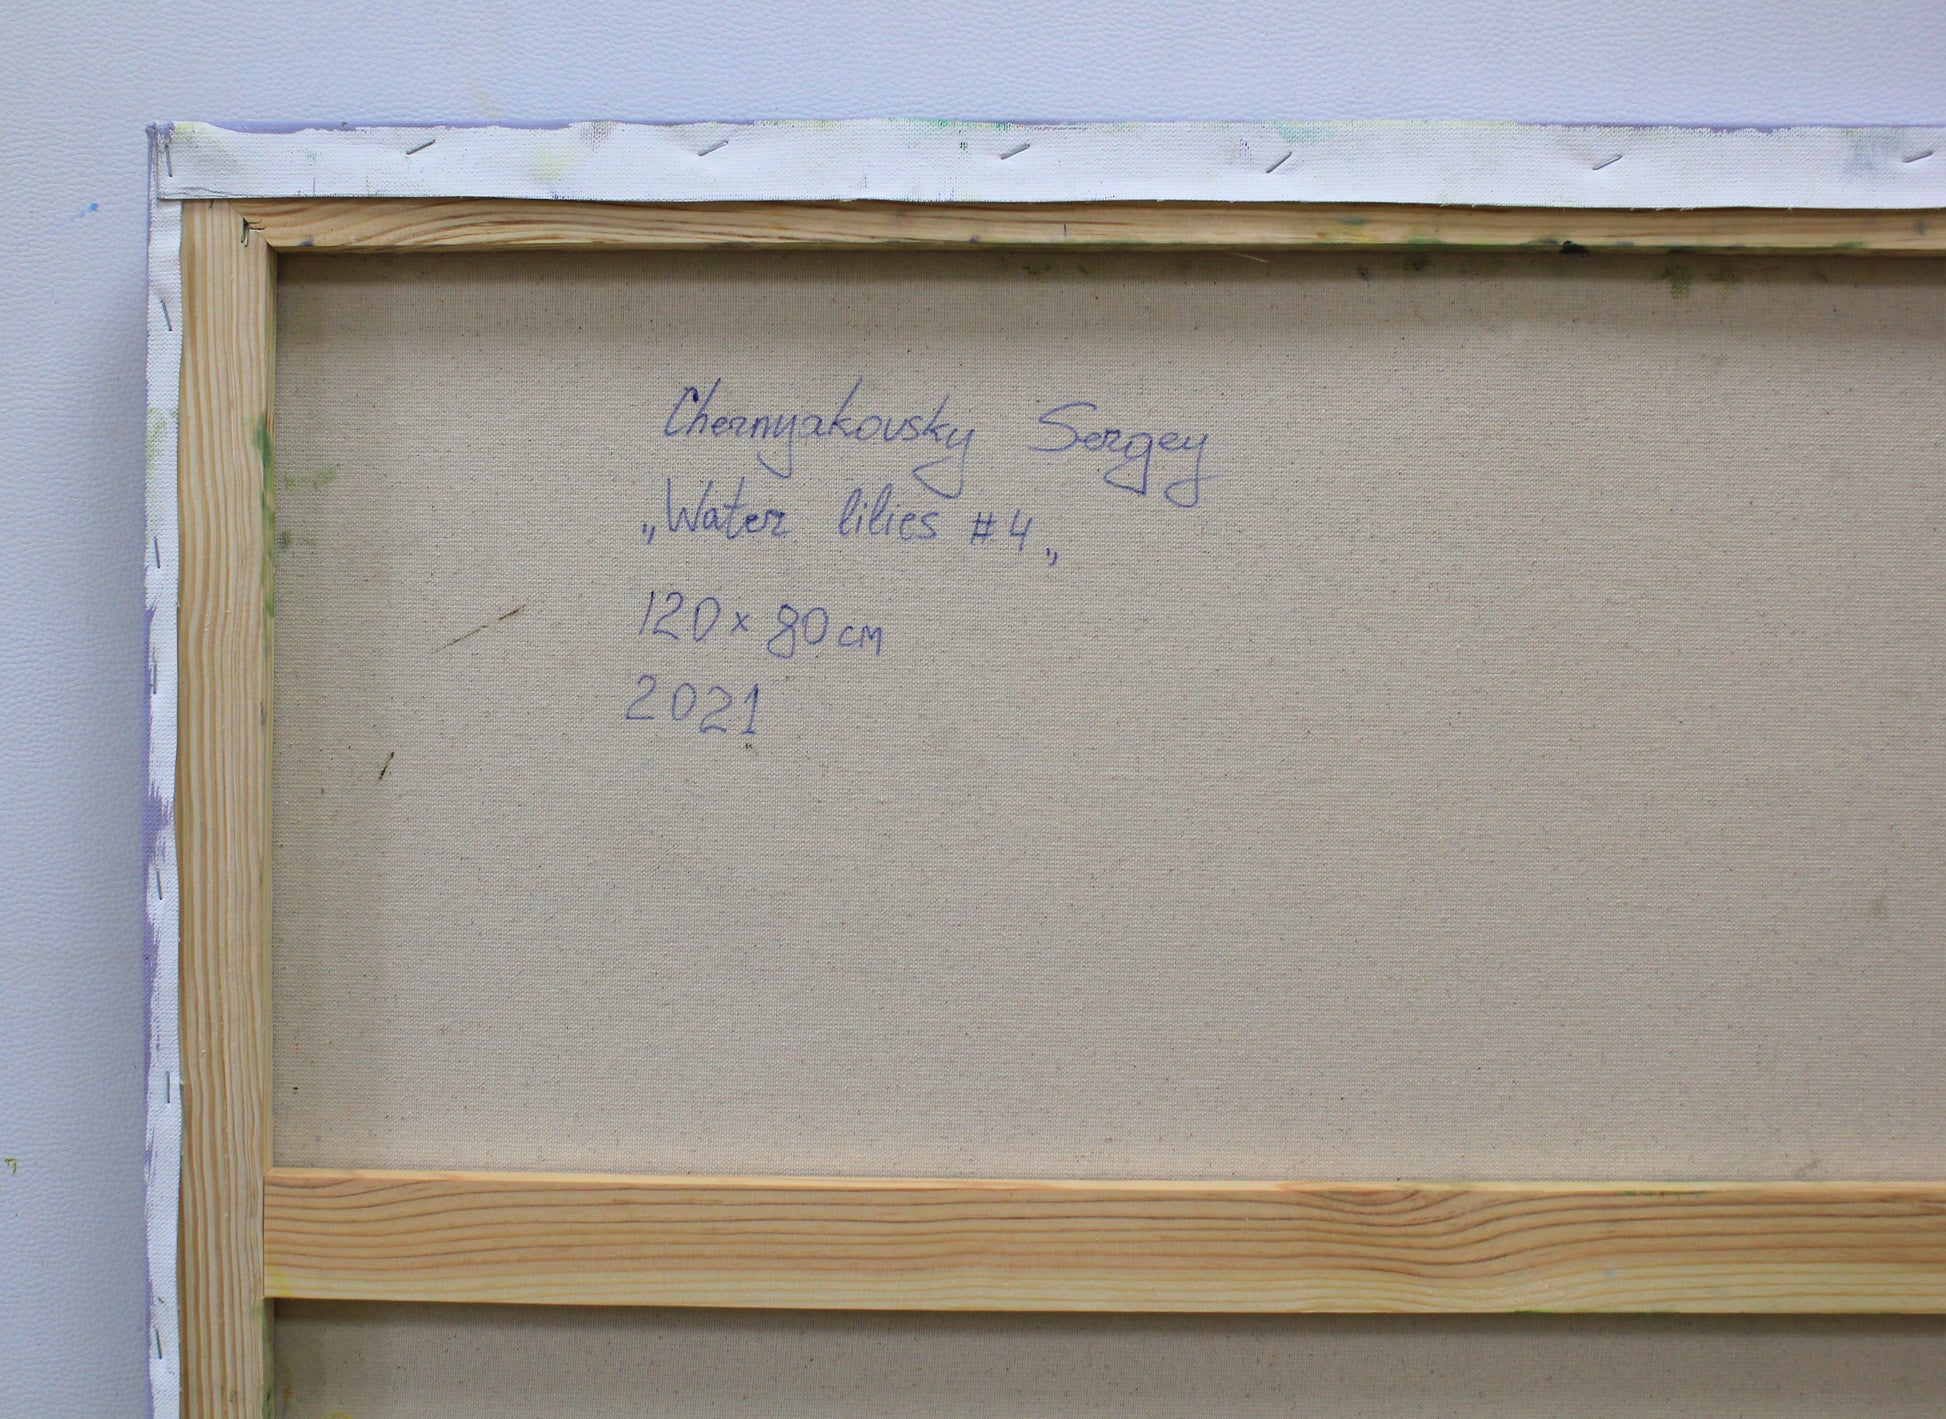 Chernyakovsky Sergey
„Water lilies #4„
120 x 80 cm
2021